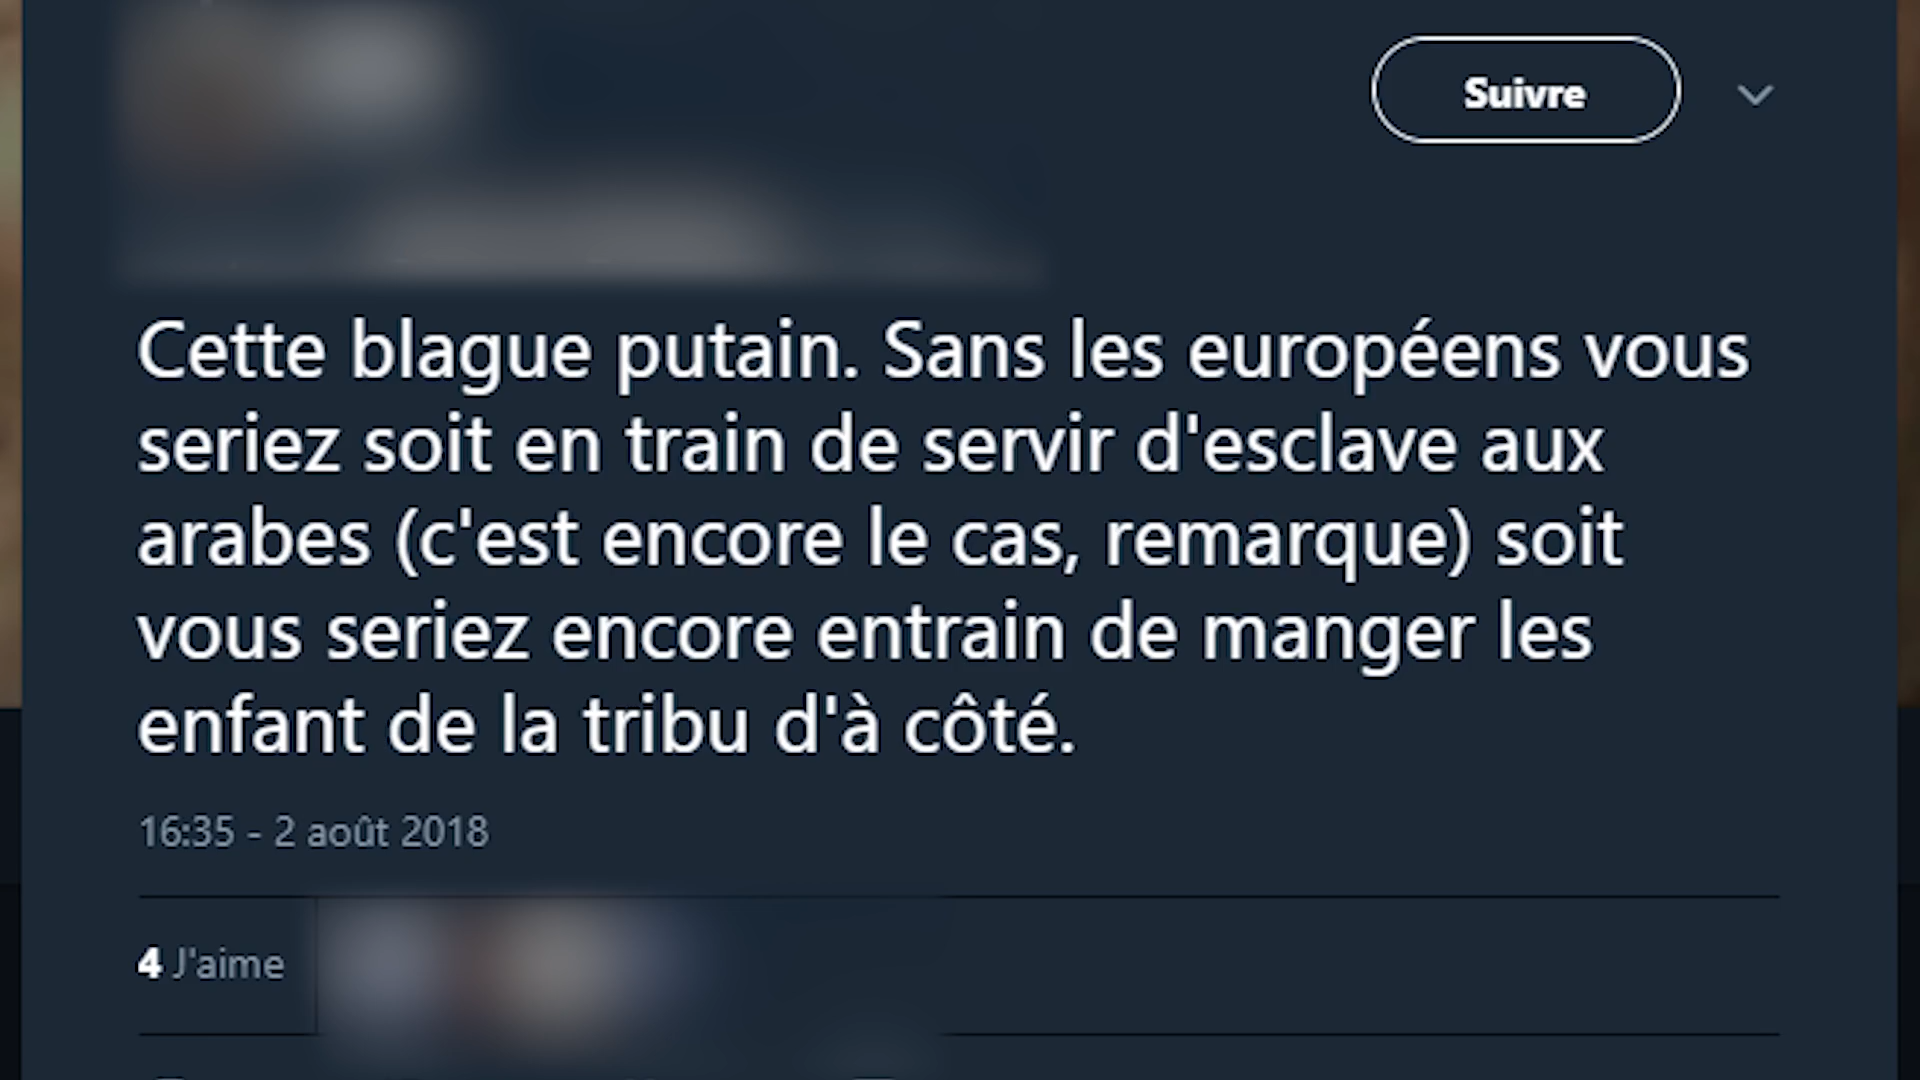 Suivre
Cette blague putain. Sans les européens vous
seriez soit en train de servir d'esclave aux
arabes (c'est encore le cas, remarque) soit
vous seriez encore entrain de manger les
enfant de la tribu d'à côté.
16:35 - 2 août 2018
4 J'aime